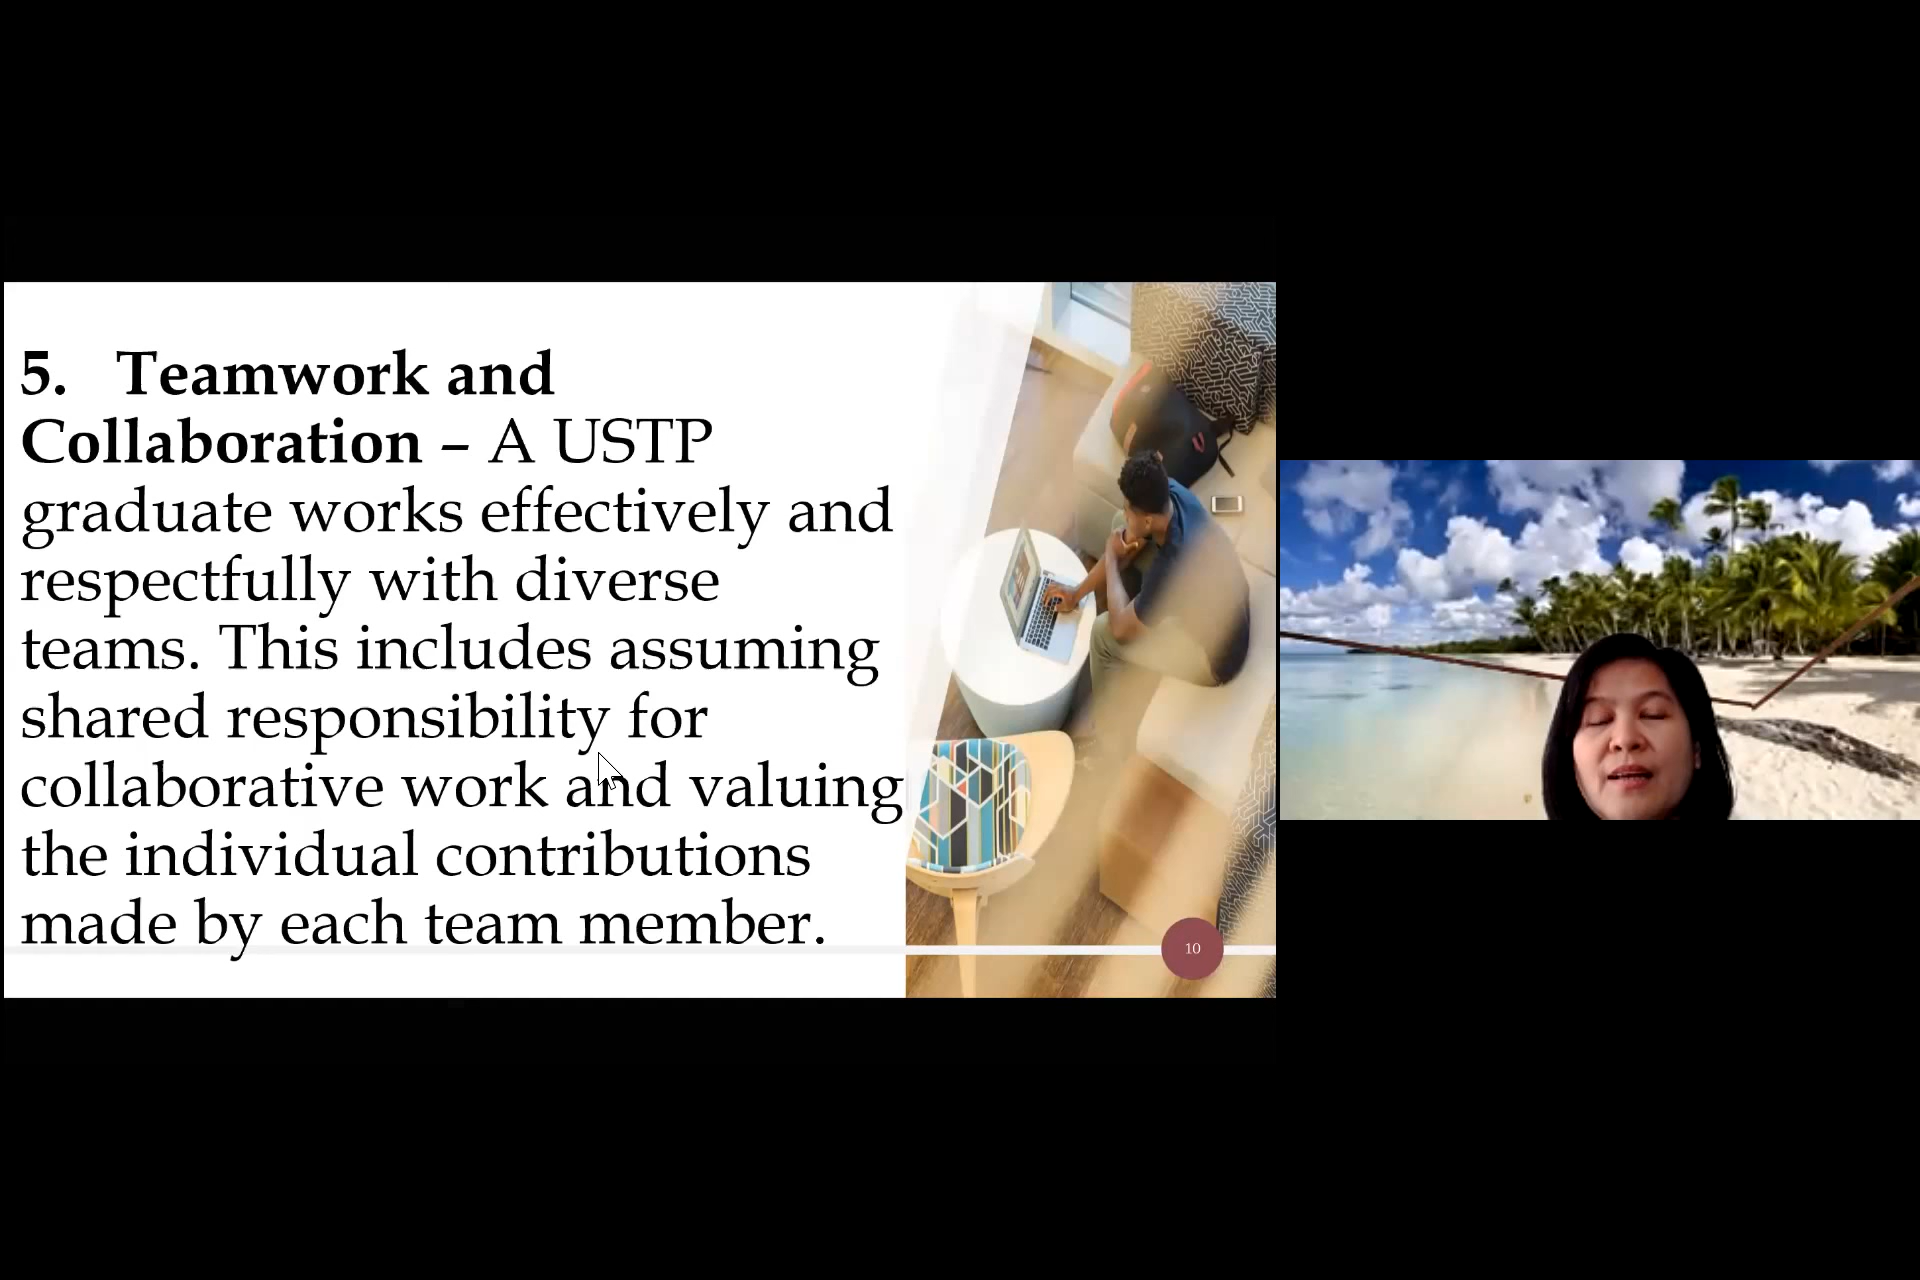 5. Teamwork and
Collaboration – A USTP
graduate works effectively and
respectfully with diverse
teams. This includes assuming
shared responsibility for
collaborative work and valuing
the individual contributions
made by each team member.
10